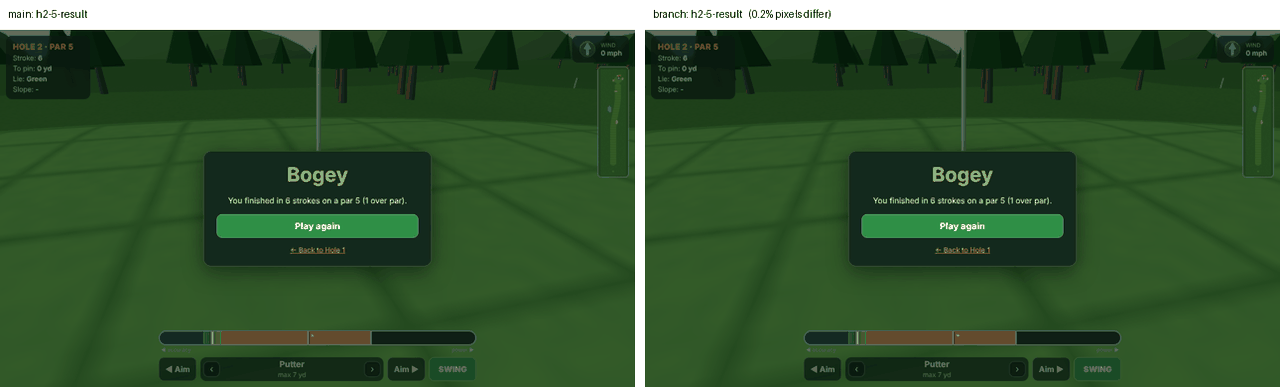 main: h2-5-result
branch: h2-5-result (0.2% pixels differ)
HOLE 2 · PAR 5
Stroke: 6
To pin: 0 yd
Lie: Green
Slope: -
WIND
0 mph
Bogey
You finished in 6 strokes on a par 5 (1 over par).
Play again
← Back to Hole 1
◀ Aim
‹
Putter
max 7 yd
›
Aim ▶
SWING
HOLE 2 · PAR 5
Stroke: 6
To pin: 0 yd
Lie: Green
Slope: -
WIND
0 mph
Bogey
You finished in 6 strokes on a par 5 (1 over par).
Play again
← Back to Hole 1
◀ Aim
‹
Putter
max 7 yd
›
Aim ▶
SWING